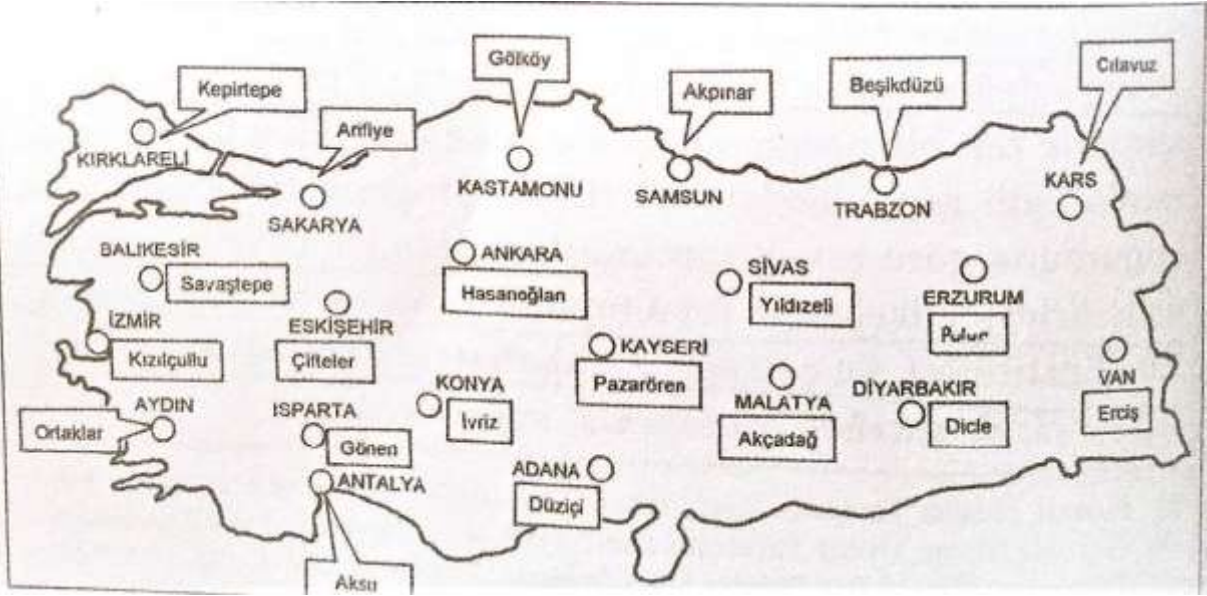 Gölköy
Kepirtepe
Akpınar
Beşikdüzü
Cılavuz
Arifiye
KIRKLARELİ
KASTAMONU
SAMSUN
TRABZON
KARS
SAKARYA
BALIKESİR
Savaştepe
ANKARA
Hasanoğlan
SİVAS
Yıldızeli
ERZURUM
Pulur
İZMİR
Kızılçullu
ESKİŞEHİR
Çifteler
KAYSERİ
Pazarören
VAN
Erciş
AYDIN
Ortaklar
ISPARTA
Gönen
KONYA
İvriz
MALATYA
Akçadağ
DİYARBAKIR
Dicle
ANTALYA
ADANA
Düziçi
Aksu